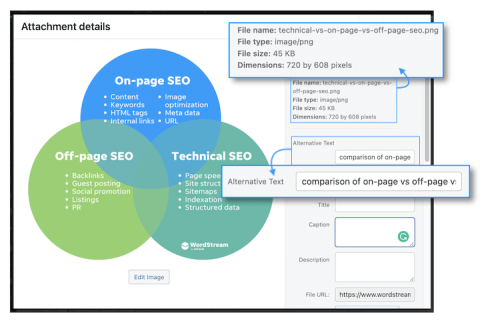 Attachment details
File name: technical-vs-on-page-vs-off-page-seo.png
File type: image/png
File size: 45 KB
Dimensions: 720 by 608 pixels
On-page SEO
• Content
• Keywords
• HTML tags
• Internal links
• Image optimization
• Meta data
• URL
Off-page SEO
• Backlinks
• Guest posting
• Social promotion
• Listings
• PR
Technical SEO
• Page spee
• Site struct
• Sitemaps
• Indexation
• Structured data
WordStream
Edit Image
File name: technical-vs-on-page-vs-
off-page-seo.png
File type: image/png
File size: 45 KB
Dimensions: 720 by 608 pixels
Alternative Text
comparison of on-page
Alternative Text
comparison of on-page vs off-page v
Title
Caption
Description
File URL:
https://www.wordstream